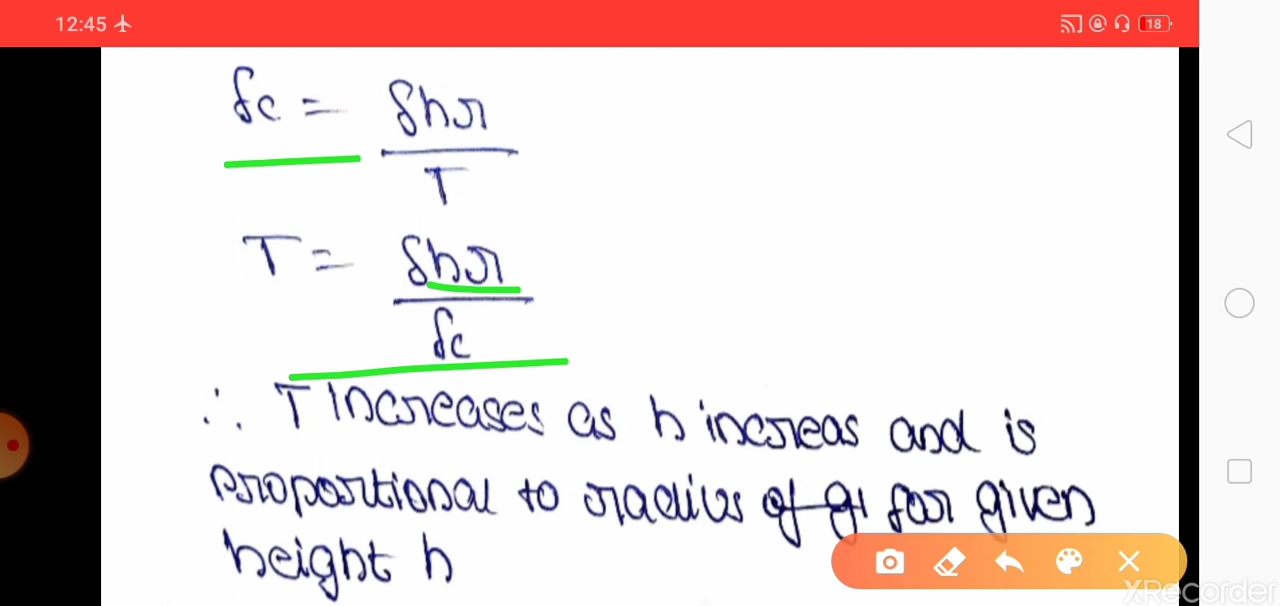 12:45
18
δc = δhr
T
T = δhr
δc
∴ T increases as h increas and is
proportional to radius of for given
height h
XRecorder